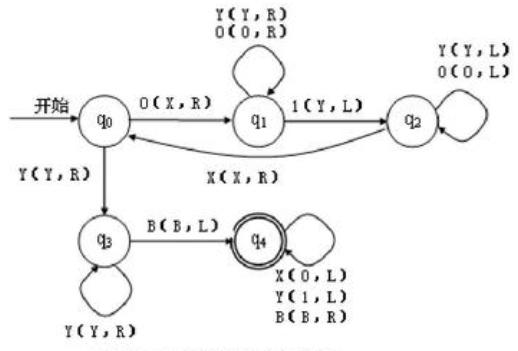 Y(Y,R)
0(0,R)
Y(Y,L)
0(0,L)
开始
q0
0(X,R)
q1
1(Y,L)
q2
Y(Y,R)
X(X,R)
q3
B(B,L)
q4
X(0,L)
Y(1,L)
B(B,R)
Y(Y,R)